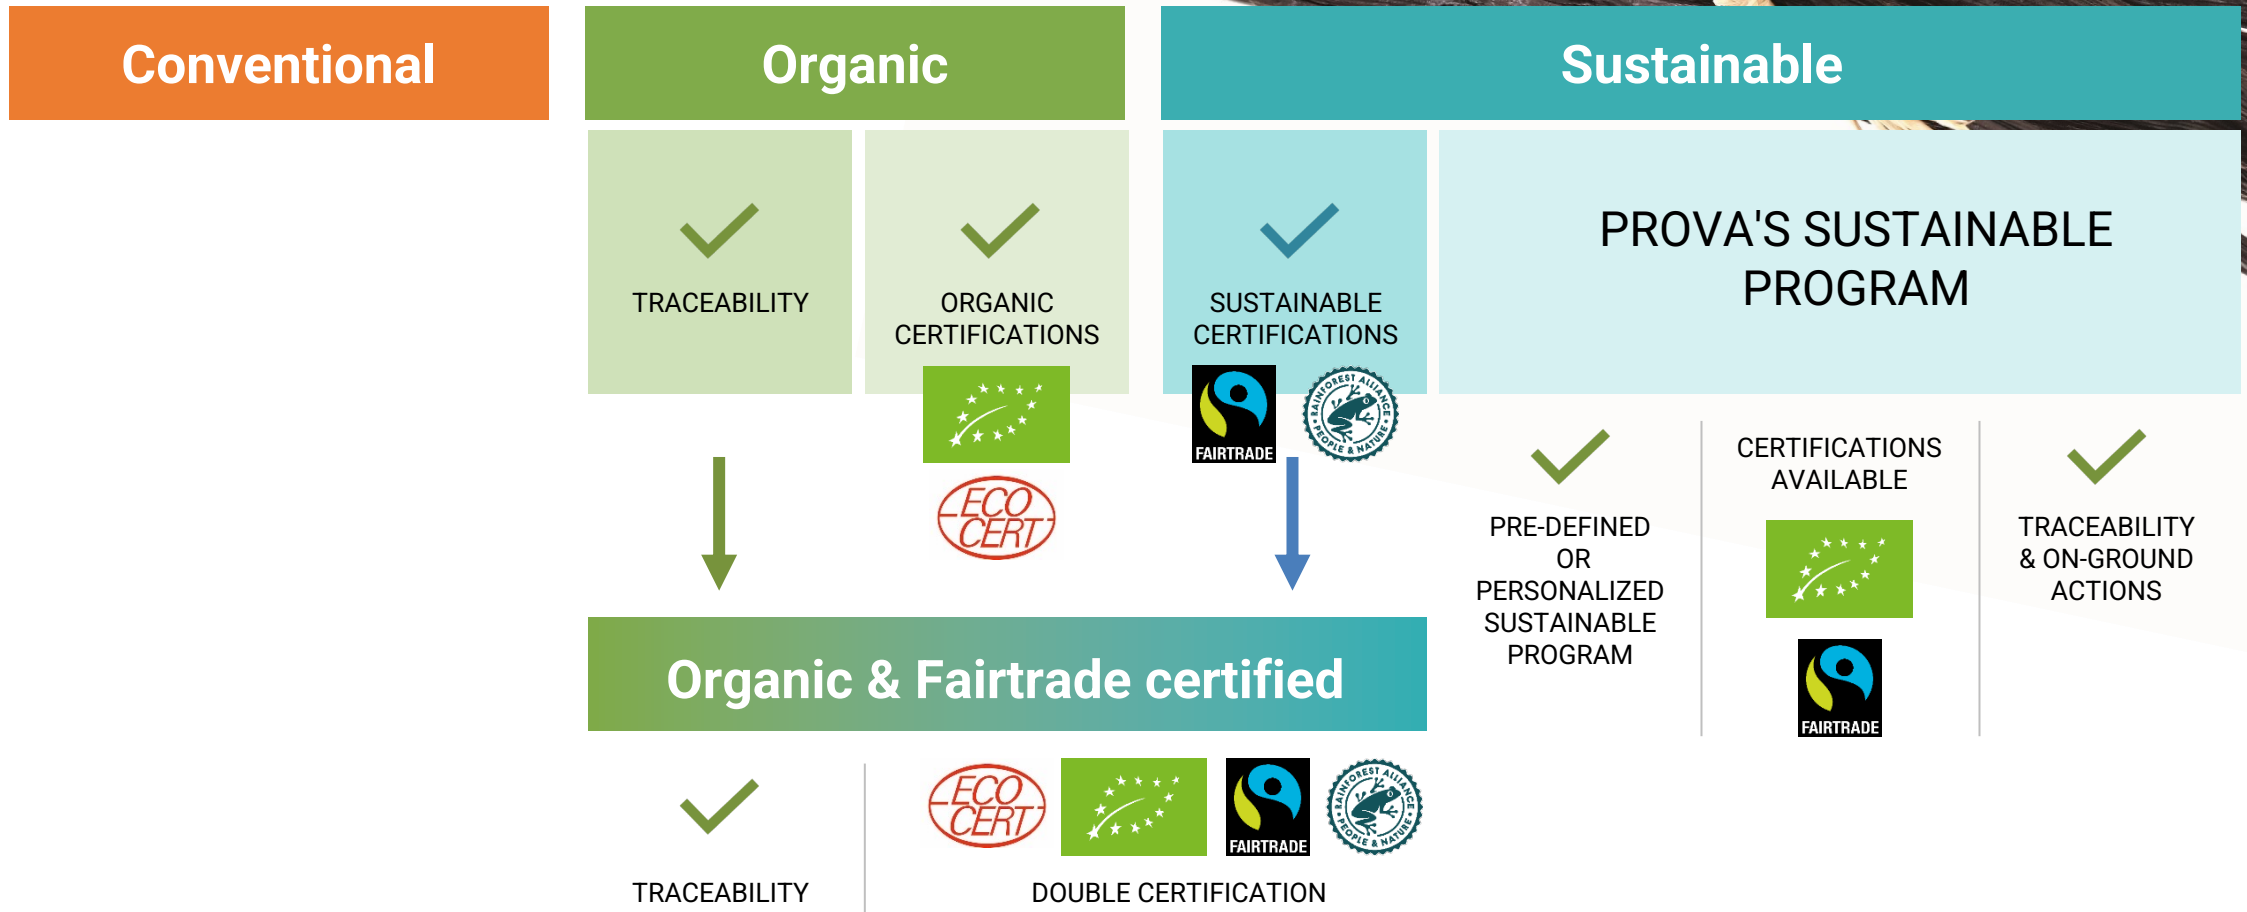 Conventional
Organic
Sustainable
TRACEABILITY
ORGANIC
CERTIFICATIONS
SUSTAINABLE
CERTIFICATIONS
PROVA'S SUSTAINABLE
PROGRAM
FAIRTRADE
RAINFOREST ALLIANCE
PEOPLE & NATURE
ECO
CERT
PRE-DEFINED
OR
PERSONALIZED
SUSTAINABLE
PROGRAM
CERTIFICATIONS
AVAILABLE
FAIRTRADE
TRACEABILITY
& ON-GROUND
ACTIONS
Organic & Fairtrade certified
TRACEABILITY
ECO
CERT
FAIRTRADE
RAINFOREST ALLIANCE
PEOPLE & NATURE
DOUBLE CERTIFICATION